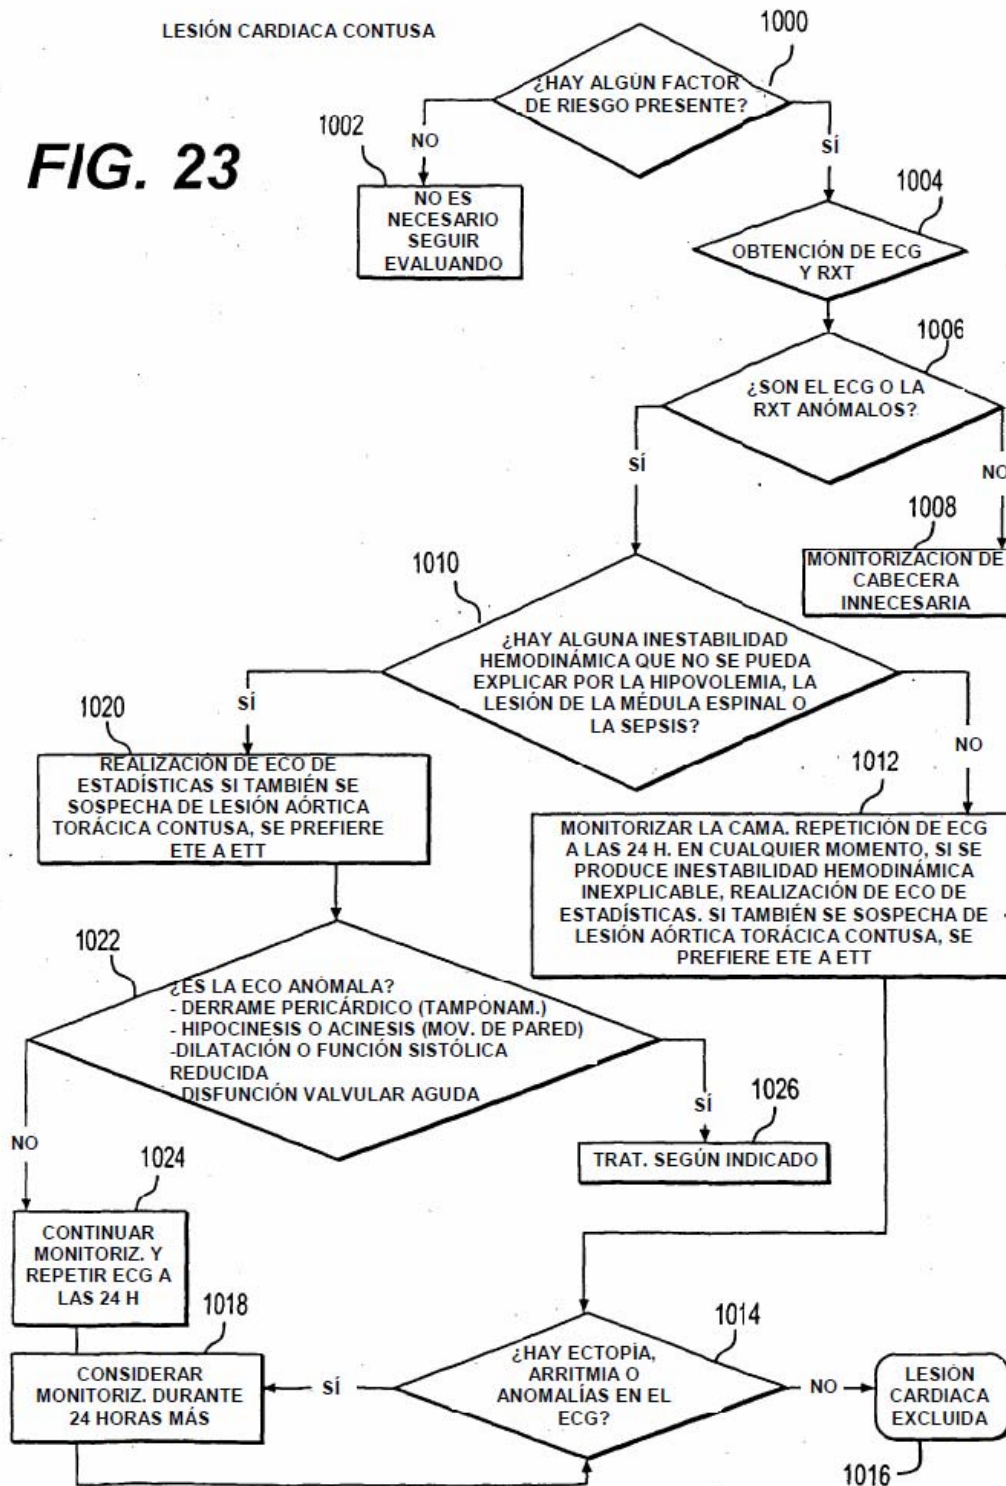 LESIÓN CARDIACA CONTUSA
FIG. 23
1000
¿HAY ALGÚN FACTOR
DE RIESGO PRESENTE?
1002
NO
SÍ
NO ES
NECESARIO
SEGUIR
EVALUANDO
1004
OBTENCIÓN DE ECG
Y RXT
1006
¿SON EL ECG O LA
RXT ANÓMALOS?
SÍ
NO
1008
MONITORIZACION DE
CABECERA
INNECESARIA
1010
¿HAY ALGUNA INESTABILIDAD
HEMODINÁMICA QUE NO SE PUEDA
EXPLICAR POR LA HIPOVOLEMIA, LA
LESIÓN DE LA MÉDULA ESPINAL O
LA SEPSIS?
SÍ
NO
1020
REALIZACIÓN DE ECO DE
ESTADÍSTICAS SI TAMBIÉN SE
SOSPECHA DE LESIÓN AÓRTICA
TORÁCICA CONTUSA, SE PREFIERE
ETE A ETT
1012
MONITORIZAR LA CAMA. REPETICIÓN DE ECG
A LAS 24 H. EN CUALQUIER MOMENTO, SI SE
PRODUCE INESTABILIDAD HEMODINÁMICA
INEXPLICABLE, REALIZACIÓN DE ECO DE
ESTADÍSTICAS. SI TAMBIÉN SE SOSPECHA DE
LESIÓN AÓRTICA TORÁCICA CONTUSA, SE
PREFIERE ETE A ETT
1022
¿ES LA ECO ANÓMALA?
- DERRAME PERICÁRDICO (TAMPONAM.)
- HIPOCINESIS O ACINESIS (MOV. DE PARED)
-DILATACIÓN O FUNCIÓN SISTÓLICA
REDUCIDA
- DISFUNCIÓN VALVULAR AGUDA
NO
SÍ
1026
TRAT. SEGÚN INDICADO
1024
CONTINUAR
MONITORIZ. Y
REPETIR ECG A
LAS 24 H
1018
CONSIDERAR
MONITORIZ. DURANTE
24 HORAS MÁS
1014
¿HAY ECTOPÍA,
ARRITMIA O
ANOMALÍAS EN EL
ECG?
SÍ
NO
LESIÓN
CARDIACA
EXCLUIDA
1016